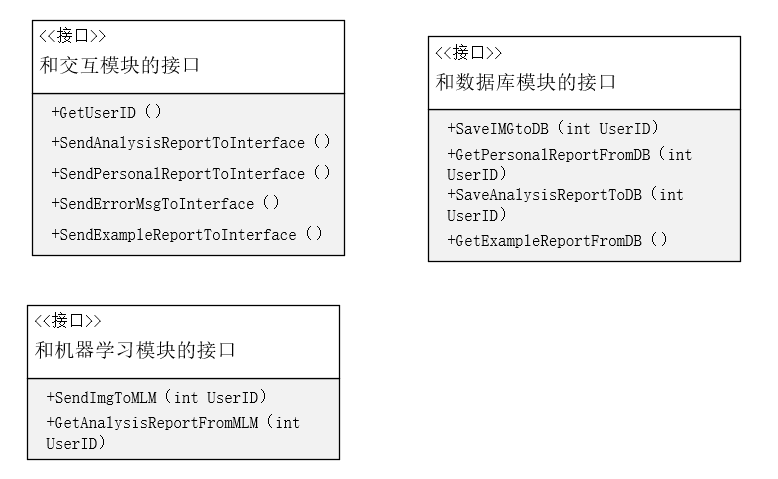 <<接口>>
和交互模块的接口
+GetUserID（）
+SendAnalysisReportToInterface（）
+SendPersonalReportToInterface（）
+SendErrorMsgToInterface（）
+SendExampleReportToInterface（）
<<接口>>
和数据库模块的接口
+SaveIMGtoDB（int UserID）
+GetPersonalReportFromDB（int
UserID）
+SaveAnalysisReportToDB（int
UserID）
+GetExampleReportFromDB（）
<<接口>>
和机器学习模块的接口
+SendImgToMLM（int UserID）
+GetAnalysisReportFromMLM（int
UserID）